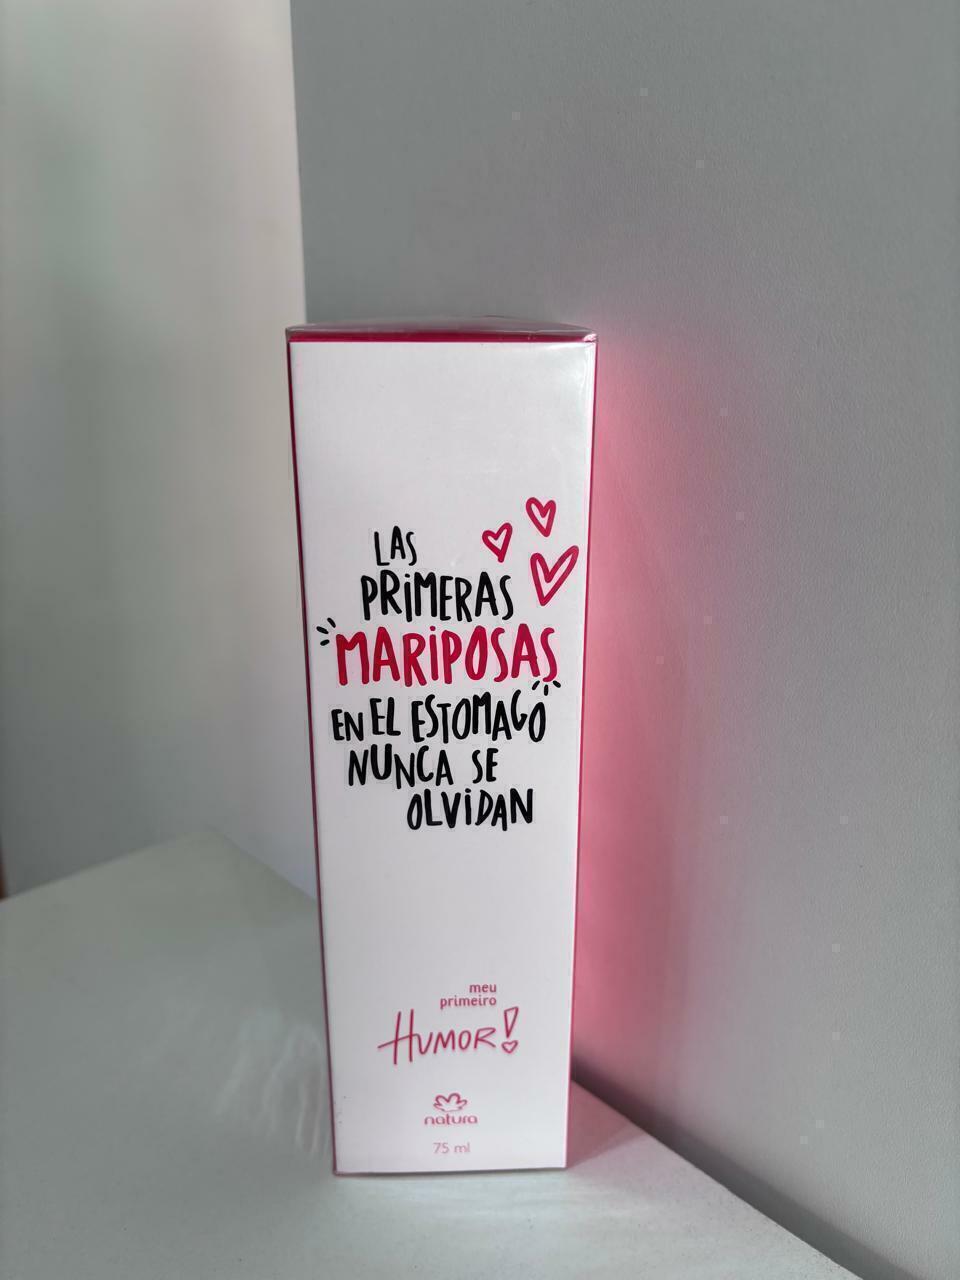 LAS
PRiMERAS
MARiPOSAS
EN EL ESTOMAGO
NUNCA SE
OLViDAN
meu
primeiro
HUMOR!
natura
75 ml